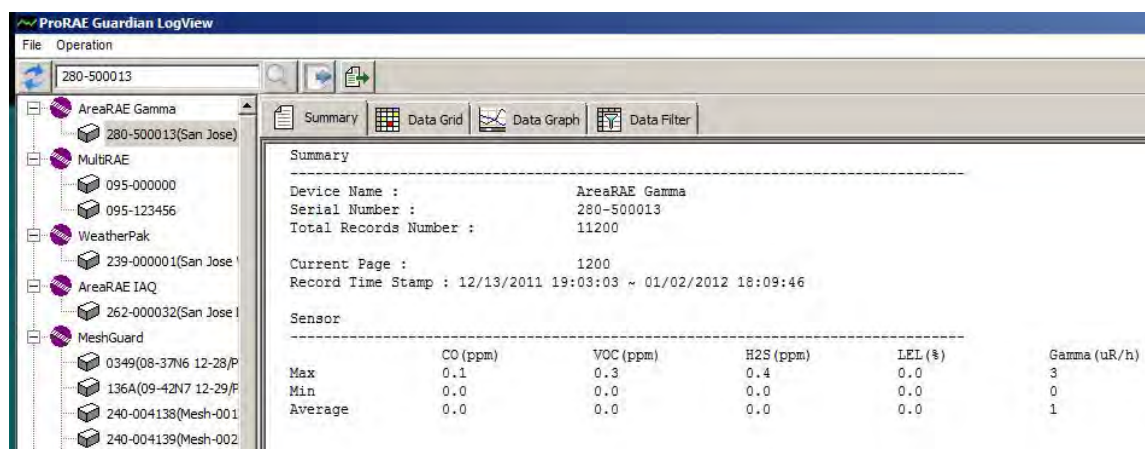 ProRAE Guardian LogView
File Operation
280-500013
AreaRAE Gamma
280-500013(San Jose)
MultiRAE
095-000000
095-123456
WeatherPak
239-000001(San Jose
AreaRAE IAQ
262-000032(San Jose
MeshGuard
0349(08-37N6 12-28/P
136A(09-42N7 12-29/P
240-004138(Mesh-001
240-004139(Mesh-002
Summary Data Grid Data Graph Data Filter
Summary
--------------------------------------------------------------------------------
Device Name : AreaRAE Gamma
Serial Number : 280-500013
Total Records Number : 11200
Current Page : 1200
Record Time Stamp : 12/13/2011 19:03:03 ~ 01/02/2012 18:09:46
Sensor
--------------------------------------------------------------------------------
CO(ppm) VOC(ppm) H2S(ppm) LEL(%) Gamma(uR/h)
Max 0.1 0.3 0.4 0.0 3
Min 0.0 0.0 0.0 0.0 0
Average 0.0 0.0 0.0 0.0 1